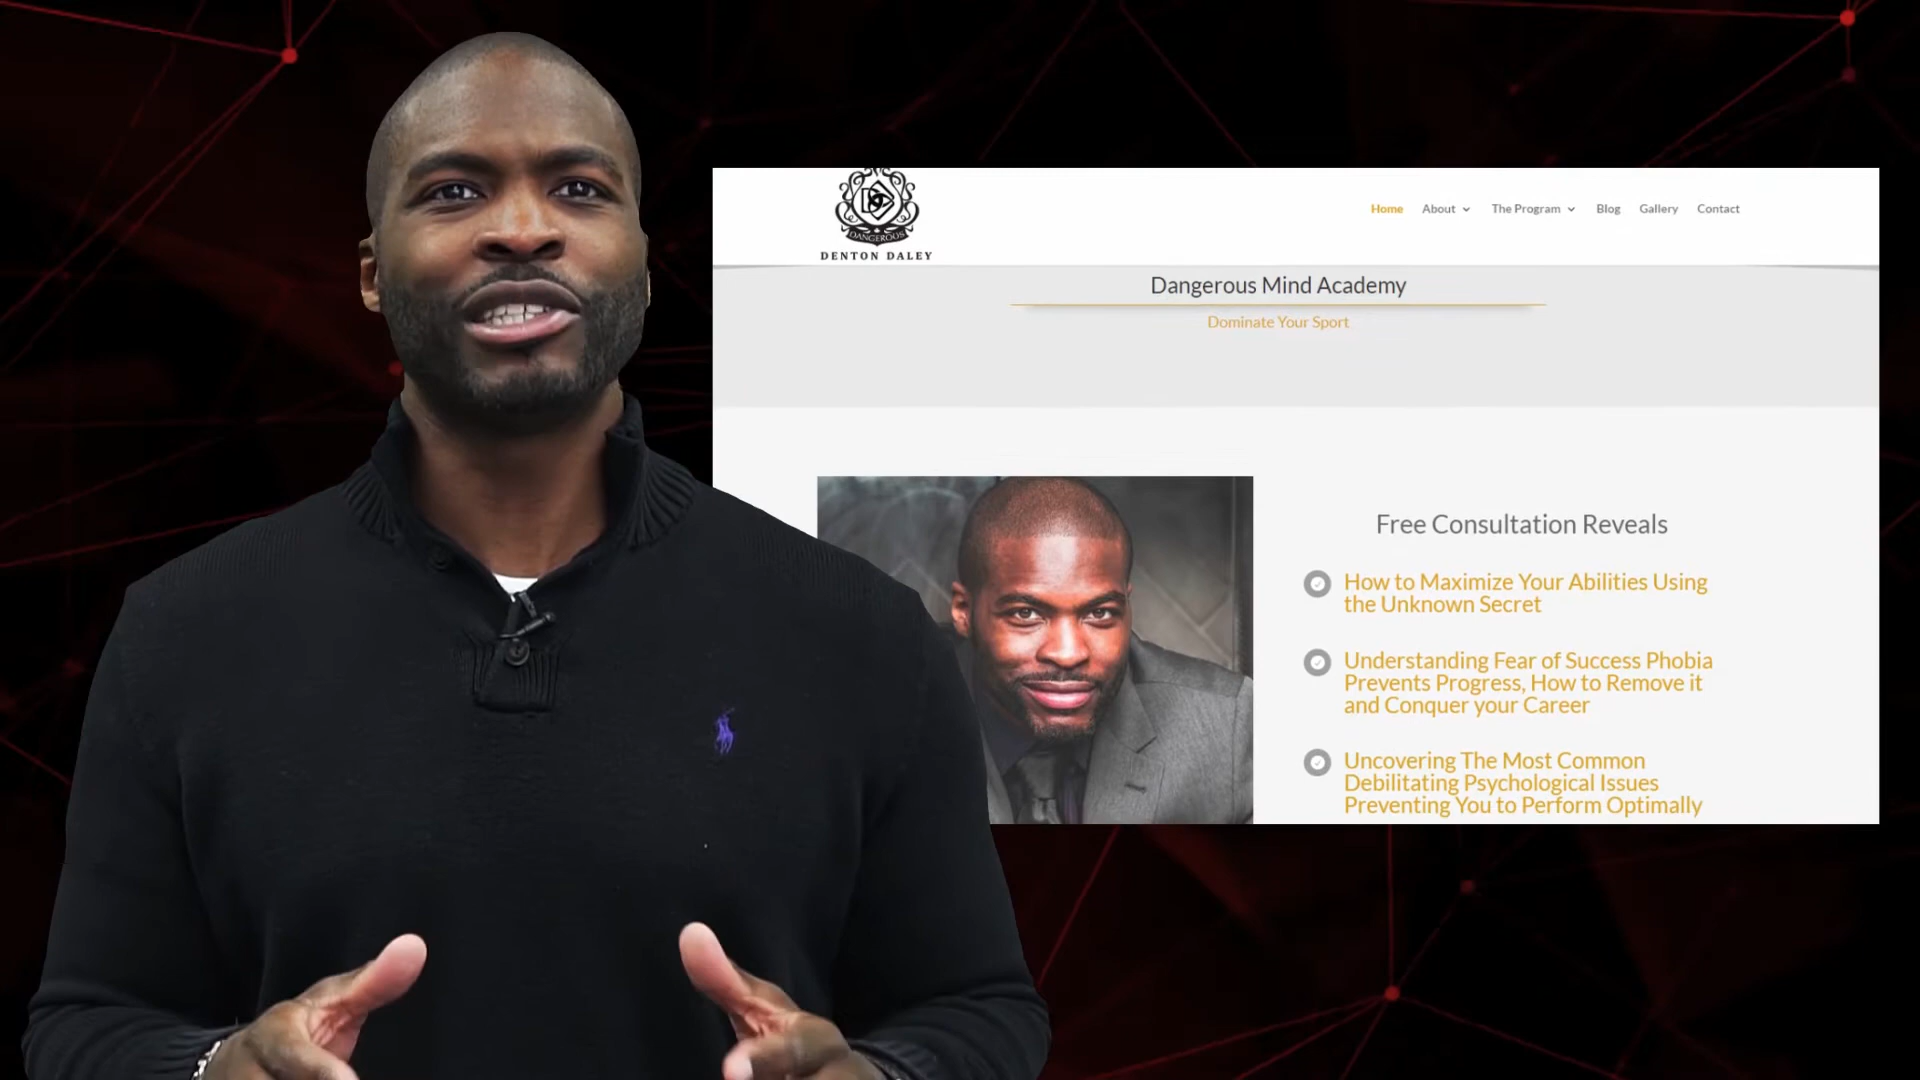 DANGEROUS
DENTON DALEY
Home About The Program Blog Gallery Contact
Dangerous Mind Academy
Dominate Your Sport
Free Consultation Reveals
How to Maximize Your Abilities Using
the Unknown Secret
Understanding Fear of Success Phobia
Prevents Progress, How to Remove it
and Conquer your Career
Uncovering The Most Common
Debilitating Psychological Issues
Preventing You to Perform Optimally